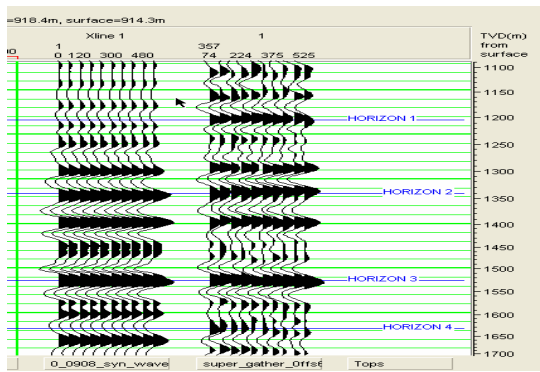 =918.4m, surface=914.3m
Xline 1 1 TVD(m)
1 357 from
00 0 120 300 480 74 224 375 525 surface
1100
1150
HORIZON 1 1200
1250
1300
HORIZON 2
1350
1400
1450
1500
HORIZON 3
1550
1600
HORIZON 4
1650
1700
0_0908_syn_wave super_gather_0ffse Tops